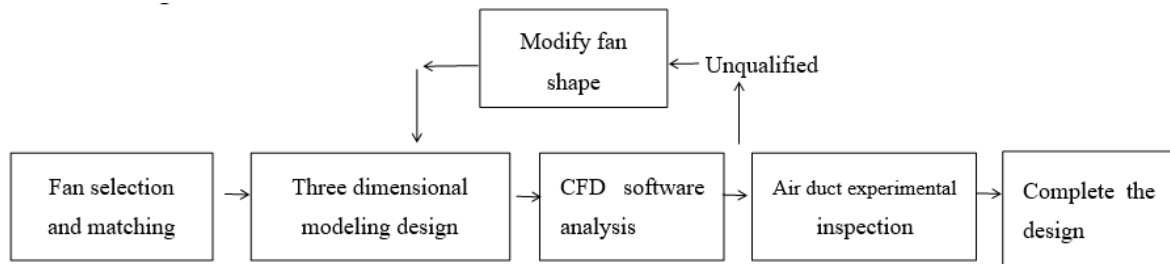 Modify fan
shape
Unqualified
Fan selection
and matching
Three dimensional
modeling design
CFD software
analysis
Air duct experimental
inspection
Complete the
design